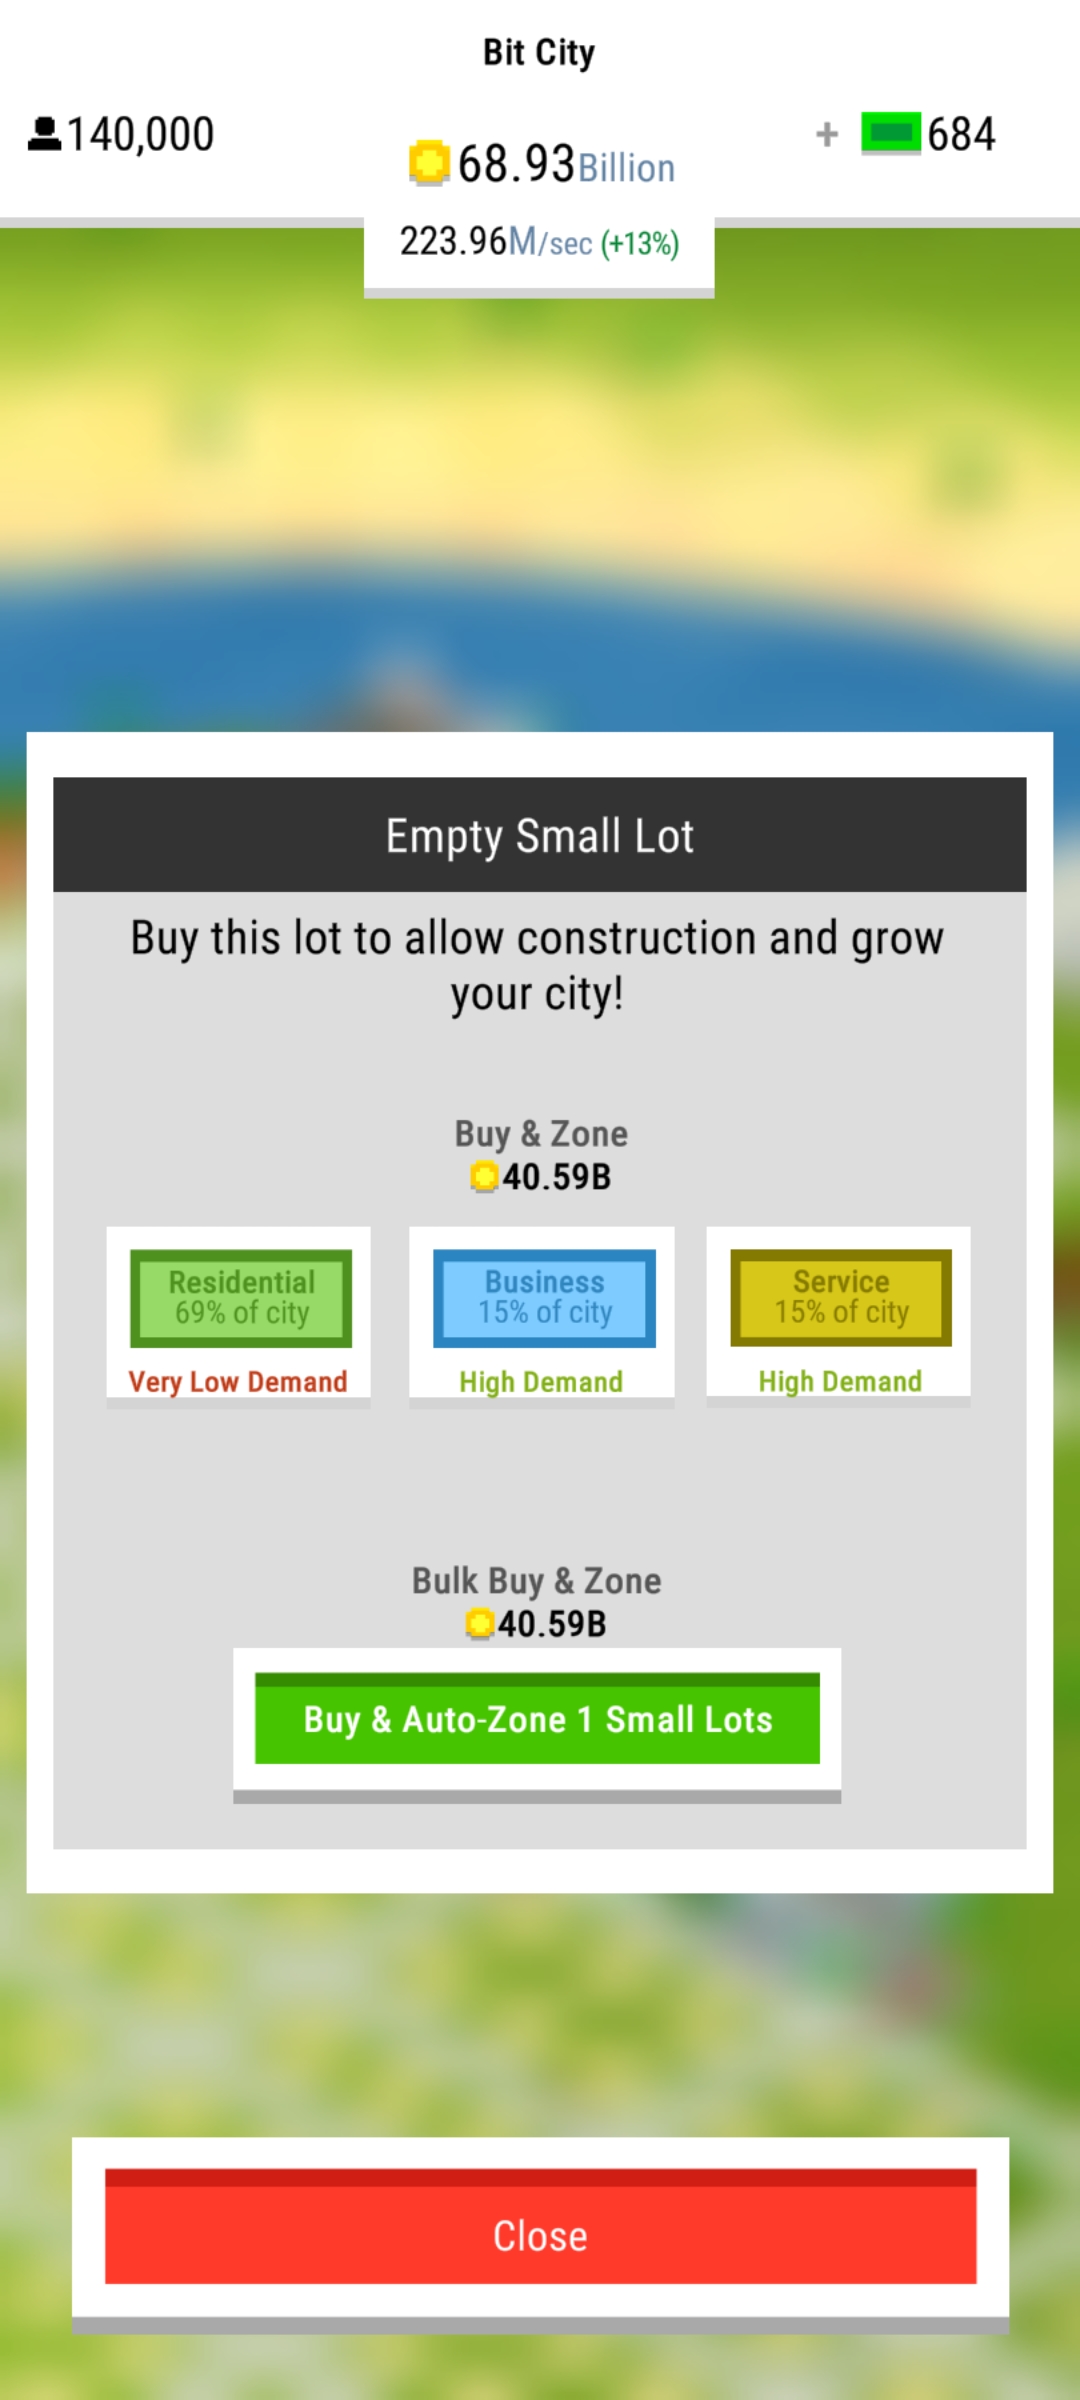 Bit City
140,000
68.93Billion
+ 684
223.96M/sec (+13%)
Empty Small Lot
Buy this lot to allow construction and grow
your city!
Buy & Zone
40.59B
Residential
69% of city
Very Low Demand
Business
15% of city
High Demand
Service
15% of city
High Demand
Bulk Buy & Zone
40.59B
Buy & Auto-Zone 1 Small Lots
Close